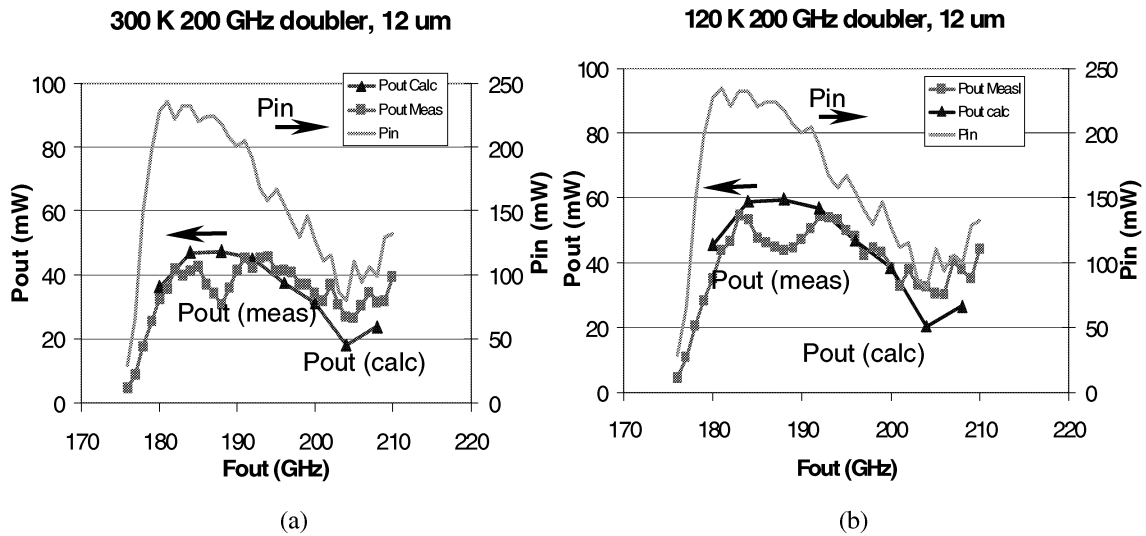 300 K 200 GHz doubler, 12 um
100
80
60
40
20
0
Pout (mW)
250
200
150
100
50
0
Pin (mW)
Pout Calc
Pout Meas
Pin
Pin
Pout (meas)
Pout (calc)
170
180
190
200
210
220
Fout (GHz)
(a)
120 K 200 GHz doubler, 12 um
100
80
60
40
20
0
Pout (mW)
250
200
150
100
50
0
Pin (mW)
Pout Measl
Pout calc
Pin
Pin
Pout (meas)
Pout (calc)
170
180
190
200
210
220
Fout (GHz)
(b)